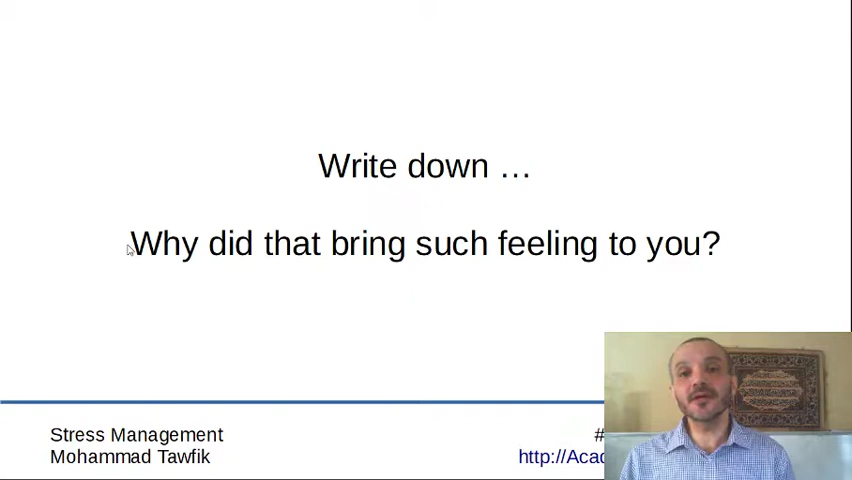 Write down …
Why did that bring such feeling to you?
Stress Management
#
Mohammad Tawfik
http://Acad